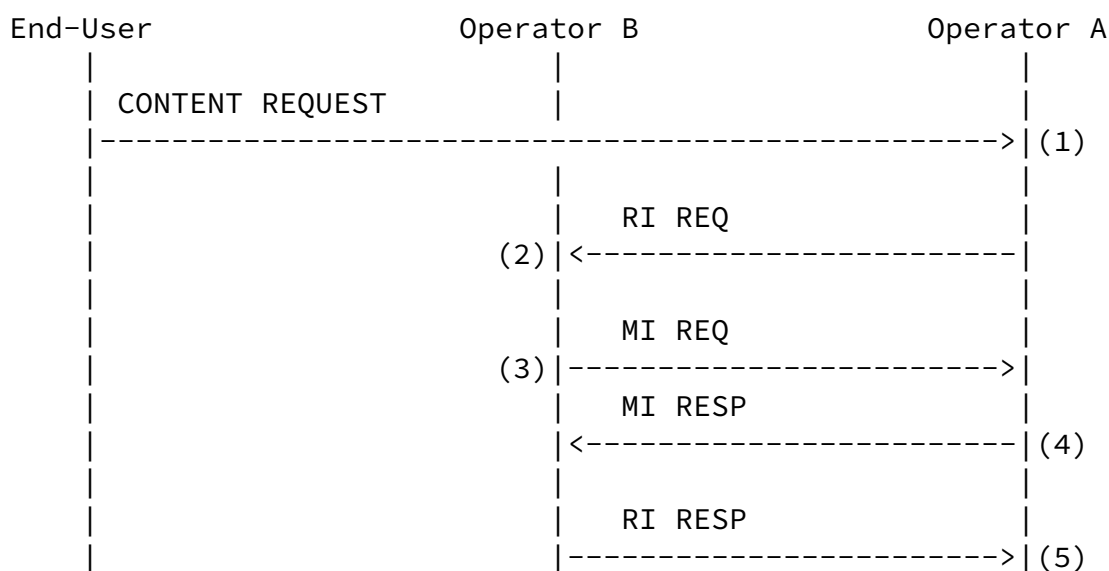 End-User Operator B Operator A
CONTENT REQUEST
(1)
RI REQ
(2)
MI REQ
(3)
MI RESP
(4)
RI RESP
(5)